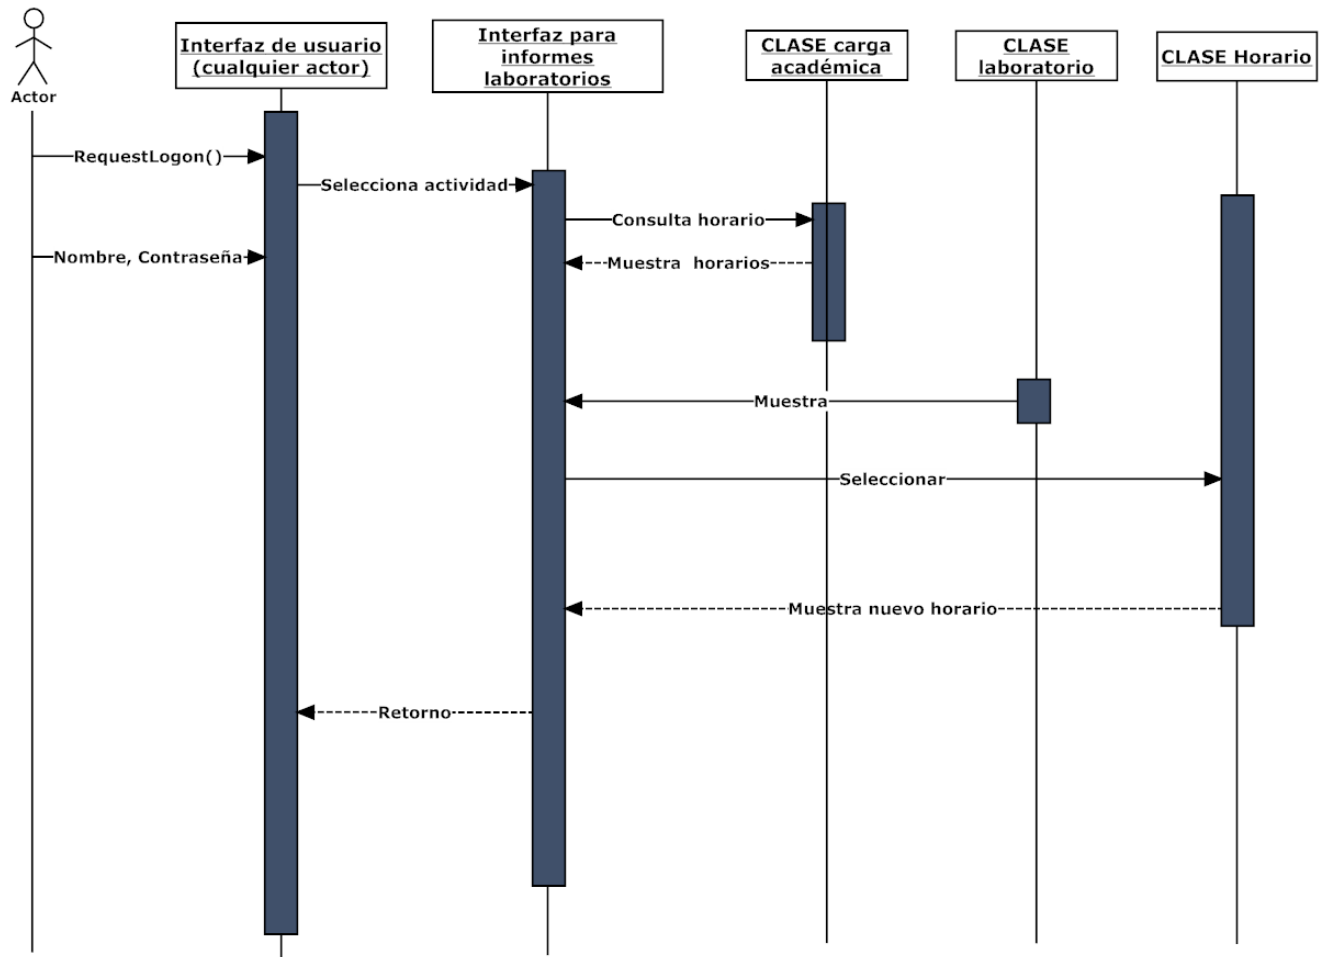 Actor
Interfaz de usuario
(cualquier actor)
Interfaz para
informes
laboratorios
CLASE carga
académica
CLASE
laboratorio
CLASE Horario
RequestLogon()
Selecciona actividad
Consulta horario
Nombre, Contraseña
Muestra horarios
Muestra
Seleccionar
Muestra nuevo horario
Retorno